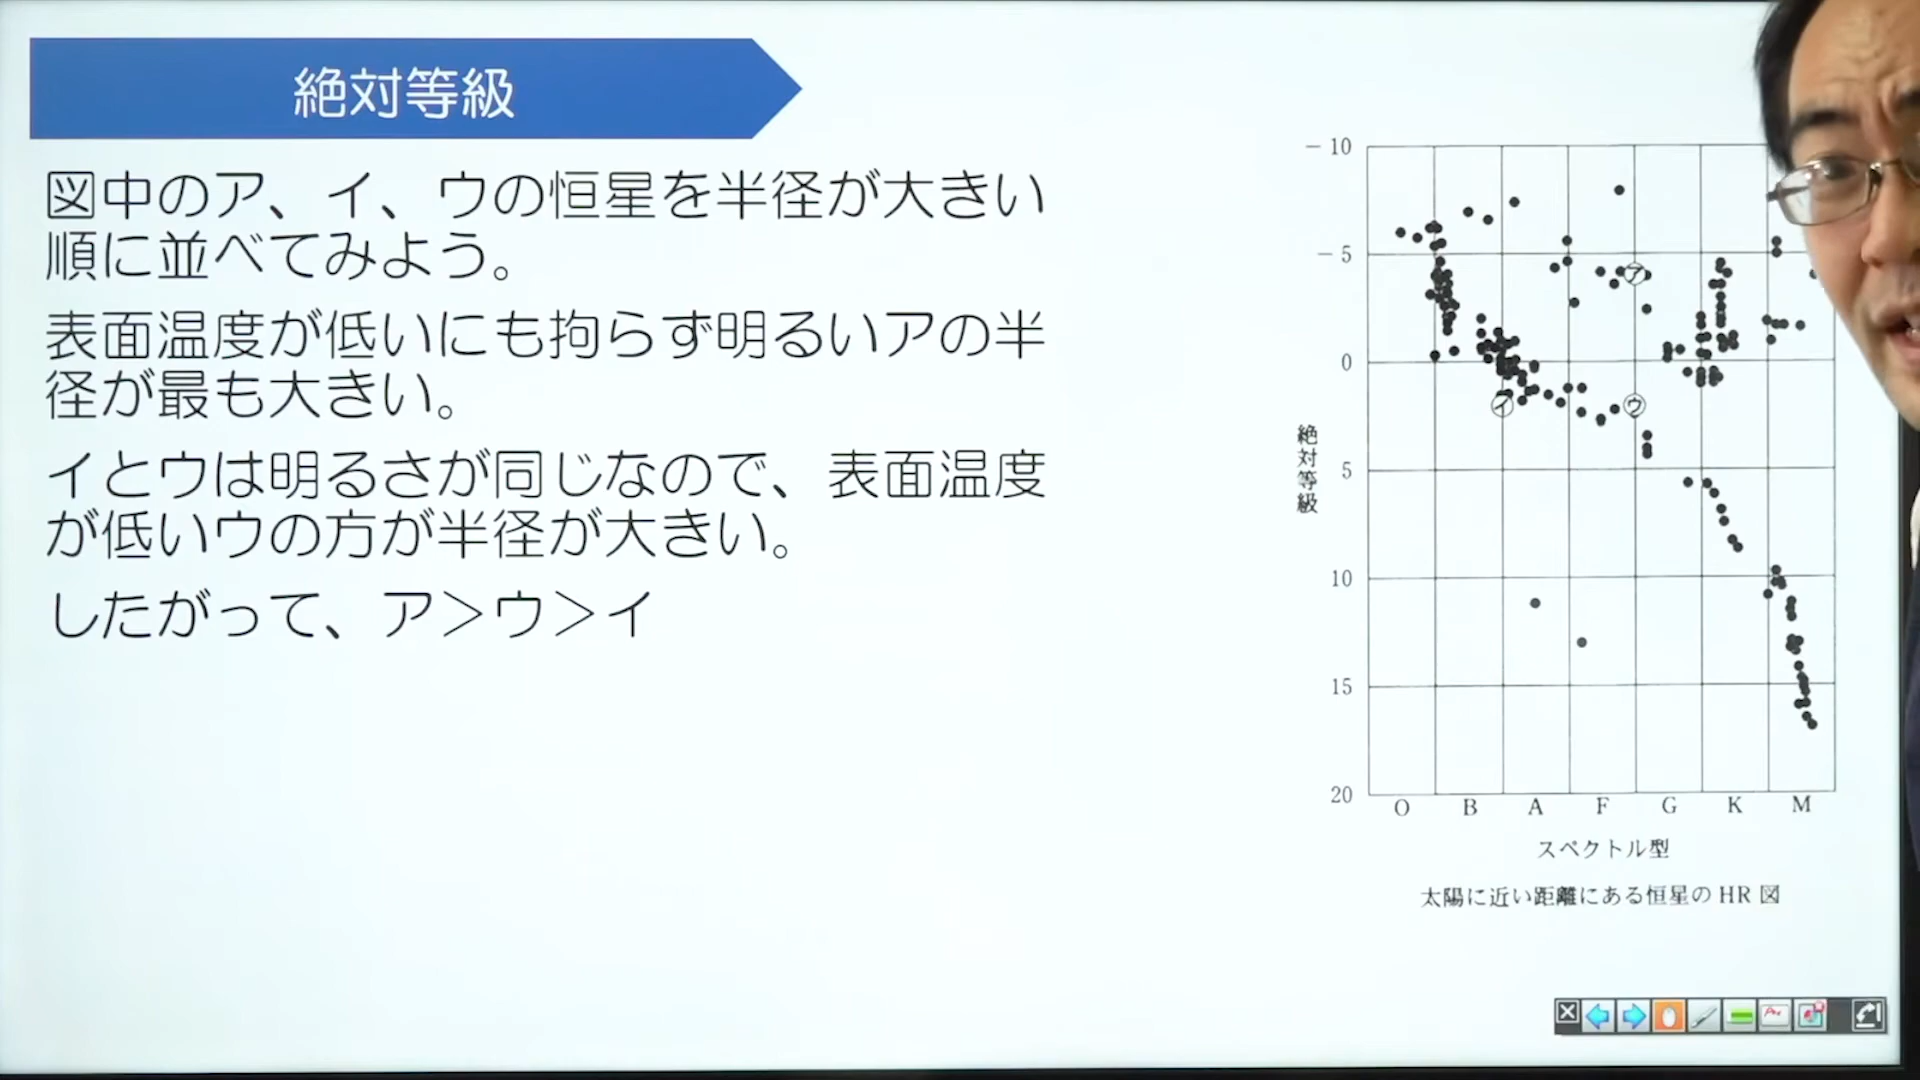 絶対等級
図中のア、イ、ウの恒星を半径が大きい
順に並べてみよう。
表面温度が低いにも拘らず明るいアの半
径が最も大きい。
イとウは明るさが同じなので、表面温度
が低いウの方が半径が大きい。
したがって、ア＞ウ＞イ
－10
－5
0
5
10
15
20
絶対等級
ア
イ
ウ
O B A F G K M
スペクトル型
太陽に近い距離にある恒星の HR 図